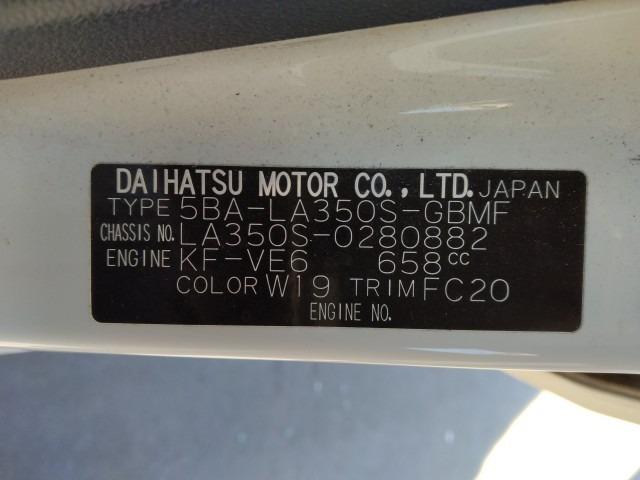 DAIHATSU MOTOR CO.,LTD. JAPAN
TYPE 5BA-LA350S-GBMF
CHASSIS NO. LA350S-0280882
ENGINE KF-VE6 658cc
COLOR W19 TRIM FC20
ENGINE NO.